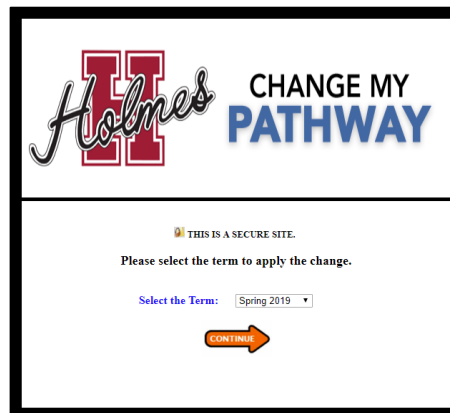 H
Holmes
CHANGE MY
PATHWAY
THIS IS A SECURE SITE.
Please select the term to apply the change.
Select the Term: Spring 2019
CONTINUE